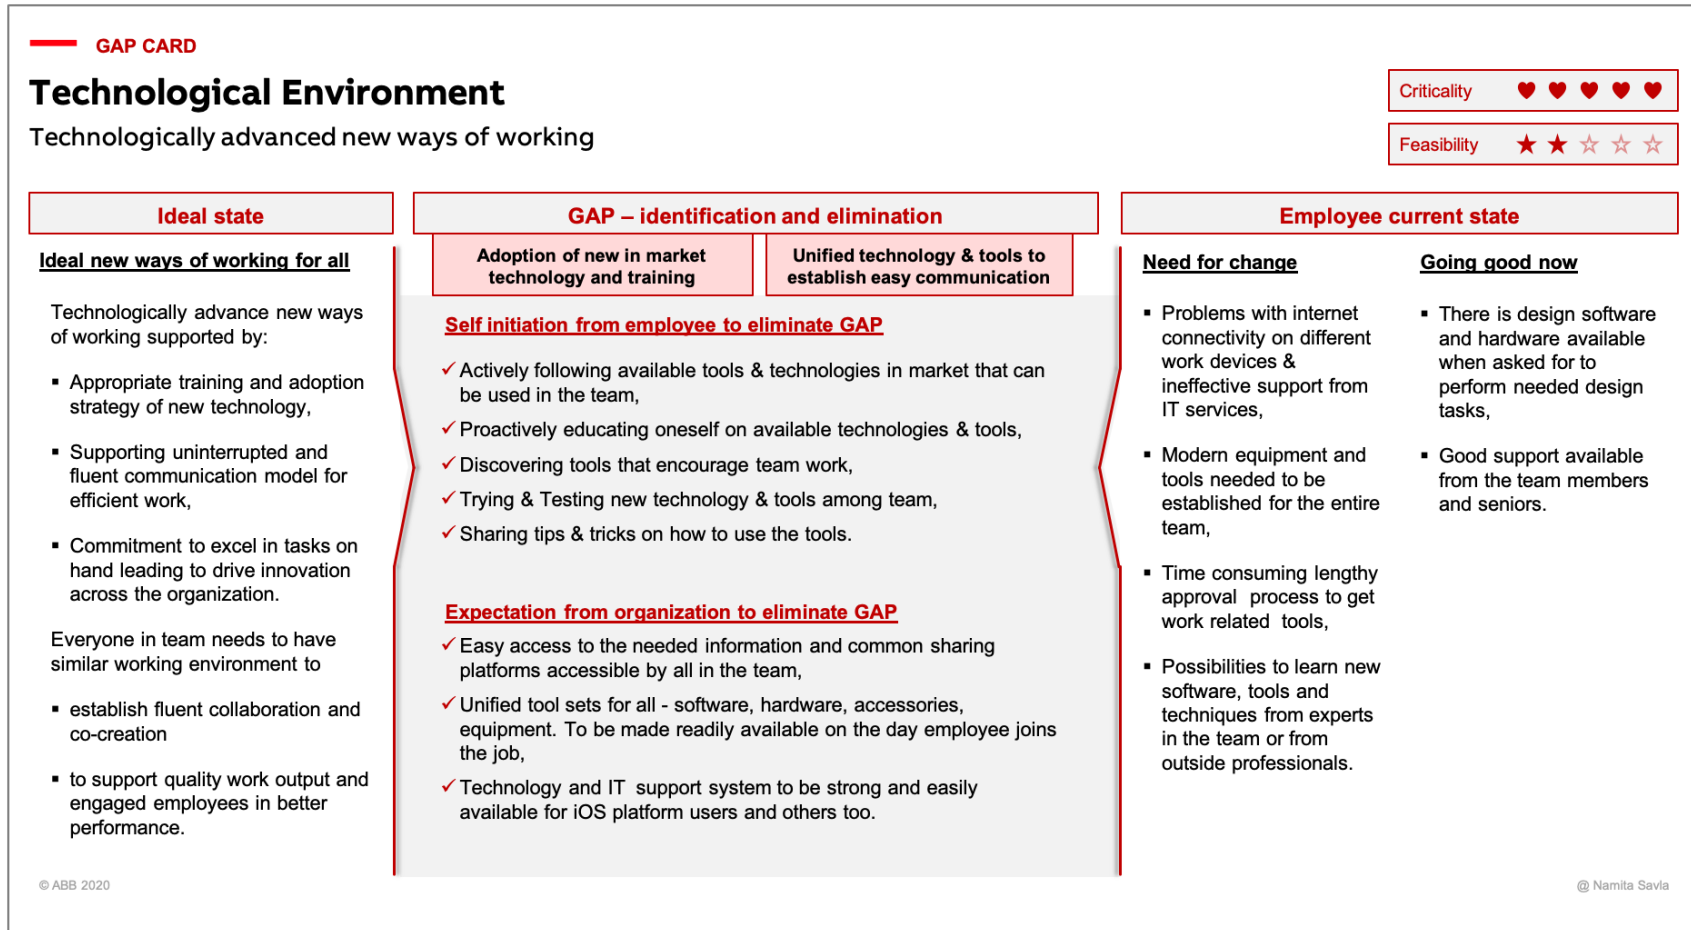 GAP CARD
Technological Environment
Technologically advanced new ways of working
Criticality
Feasibility
Ideal state
Ideal new ways of working for all
Technologically advance new ways
of working supported by:
▪ Appropriate training and adoption
strategy of new technology,
▪ Supporting uninterrupted and
fluent communication model for
efficient work,
▪ Commitment to excel in tasks on
hand leading to drive innovation
across the organization.
Everyone in team needs to have
similar working environment to
▪ establish fluent collaboration and
co-creation
▪ to support quality work output and
engaged employees in better
performance.
GAP – identification and elimination
Adoption of new in market
technology and training
Unified technology & tools to
establish easy communication
Self initiation from employee to eliminate GAP
✓ Actively following available tools & technologies in market that can
be used in the team,
✓ Proactively educating oneself on available technologies & tools,
✓ Discovering tools that encourage team work,
✓ Trying & Testing new technology & tools among team,
✓ Sharing tips & tricks on how to use the tools.
Expectation from organization to eliminate GAP
✓ Easy access to the needed information and common sharing
platforms accessible by all in the team,
✓ Unified tool sets for all - software, hardware, accessories,
equipment. To be made readily available on the day employee joins
the job,
✓ Technology and IT support system to be strong and easily
available for iOS platform users and others too.
Employee current state
Need for change
▪ Problems with internet
connectivity on different
work devices &
ineffective support from
IT services,
▪ Modern equipment and
tools needed to be
established for the entire
team,
▪ Time consuming lengthy
approval process to get
work related tools,
▪ Possibilities to learn new
software, tools and
techniques from experts
in the team or from
outside professionals.
Going good now
▪ There is design software
and hardware available
when asked for to
perform needed design
tasks,
▪ Good support available
from the team members
and seniors.
© ABB 2020
@ Namita Savla